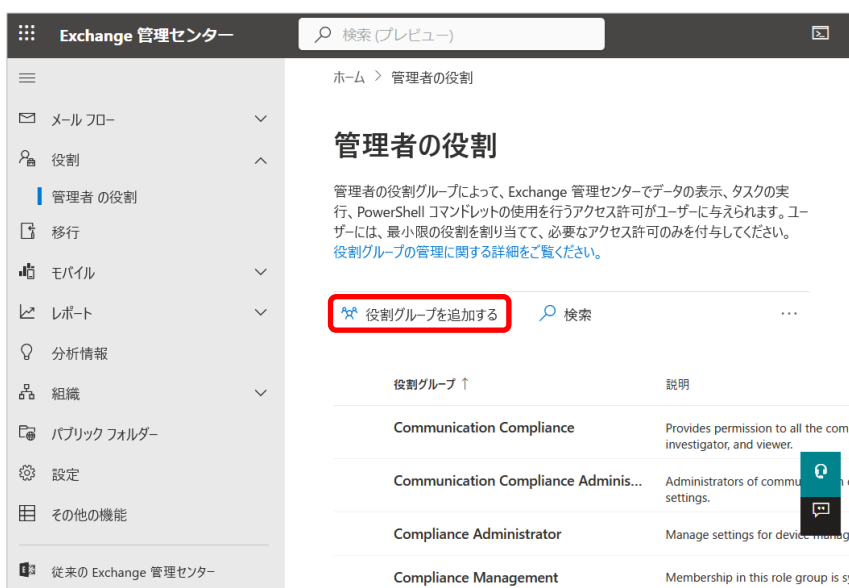 Exchange 管理センター
検索 (プレビュー)
ホーム > 管理者の役割
メール フロー
役割
管理者 の役割
移行
モバイル
レポート
分析情報
組織
パブリック フォルダー
設定
その他の機能
従来の Exchange 管理センター
管理者の役割
管理者の役割グループによって、Exchange 管理センターでデータの表示、タスクの実
行、PowerShell コマンドレットの使用を行うアクセス許可がユーザーに与えられます。ユー
ザーには、最小限の役割を割り当てて、必要なアクセス許可のみを付与してください。
役割グループの管理に関する詳細をご覧ください。
役割グループを追加する 検索 ...
役割グループ ↑ 説明
Communication Compliance
Provides permission to all the com
investigator, and viewer.
Communication Compliance Adminis...
Administrators of commu
settings.
Compliance Administrator
Manage settings for device manag
Compliance Management
Membership in this role group is s